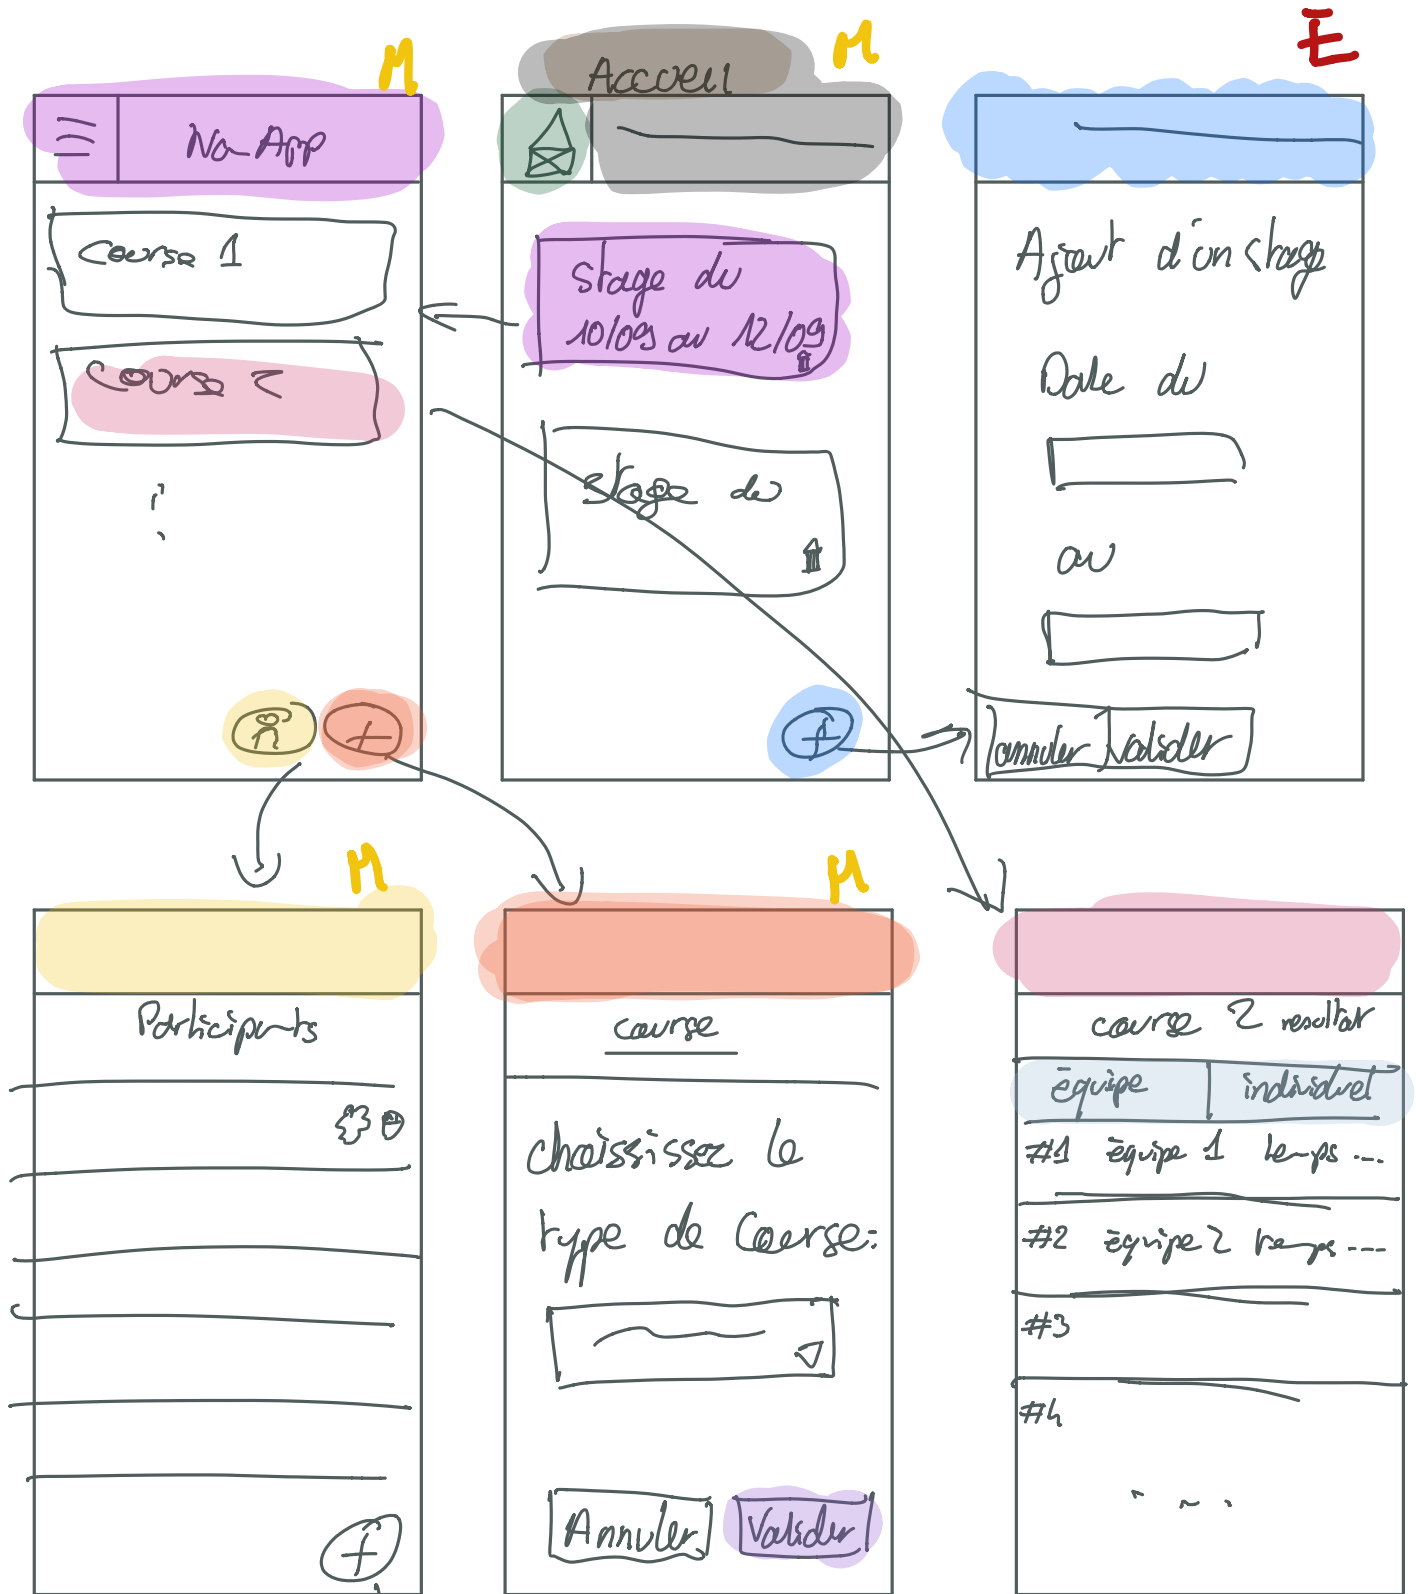 M
Na App
Course 1
Course 2
M
Accueil
Stage du
10/09 au 12/09
Stage du
E
Ajout d'un stage
Date du
au
annuler Valider
M
Participants
M
course
choississez le
type de Course:
Annuler Valider
course 2 resultat
équipe individuel
#1 équipe 1 temps ....
#2 équipe 2 temps ....
#3
#4
...